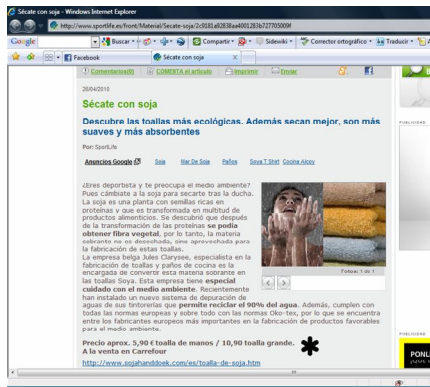 Sécate con soja - Windows Internet Explorer
http://www.sportlife.es/front/Material/Secate-soja/2c9181a92838aa4001283b727705009f
Google Buscar Compartir Sidewiki Corrector ortográfico Traducir
Facebook Sécate con soja X
Comentarios(0) COMENTA el artículo Imprimir Enviar
26/04/2010
Sécate con soja
Descubre las toallas más ecológicas. Además secan mejor, son más
suaves y más absorbentes
Por: SportLife
PUBLICIDAD
Anuncios Google Soja Mar De Soja Paños Soya T Shirt Cocina Alcoy
¿Eres deportista y te preocupa el medio ambiente?
Pues cámbiate a la soja para secarte tras la ducha.
La soja es una planta con semillas ricas en
proteínas y que es transformada en multitud de
productos alimenticios. Se descubrió que después
de la transformación de las proteínas se podía
obtener fibra vegetal, por lo tanto, la materia
sobrante no es desechada, sino aprovechada para
la fabricación de estas toallas.
La empresa belga Jules Clarysee, especialista en la
fabricación de toallas y paños de cocina es la
encargada de convertir esta materia sobrante en
las toallas Soya. Esta empresa tiene especial
cuidado con el medio ambiente. Recientemente
han instalado un nuevo sistema de depuración de
Fotos: 1 de 1
aguas de sus tintorerías que permite reciclar el 90% del agua. Además, cumplen con
todas las normas europeas y sobre todo con las normas Oko-tex, por lo que se encuentra
entre los fabricantes europeos más importantes en la fabricación de productos favorables
para el medio ambiente.
PUBLICIDAD
Precio aprox. 5,90 € toalla de manos / 10,90 toalla grande.
A la venta en Carrefour
http://www.sojahanddoek.com/es/toalla-de-soja.htm
PONL